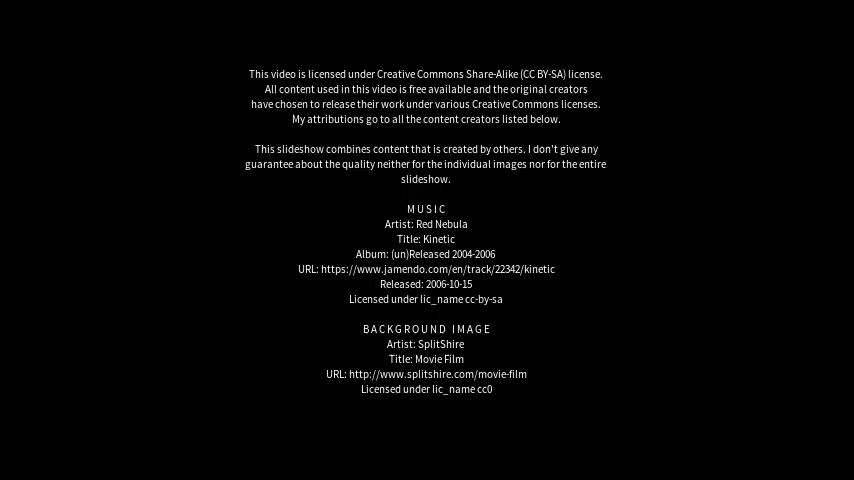 This video is licensed under Creative Commons Share-Alike (CC BY-SA) license.
All content used in this video is free available and the original creators
have chosen to release their work under various Creative Commons licenses.
My attributions go to all the content creators listed below.
This slideshow combines content that is created by others. I don't give any
guarantee about the quality neither for the individual images nor for the entire
slideshow.
MUSIC
Artist: Red Nebula
Title: Kinetic
Album: (un)Released 2004-2006
URL: https://www.jamendo.com/en/track/22342/kinetic
Released: 2006-10-15
Licensed under lic_name cc-by-sa
BACKGROUND IMAGE
Artist: SplitShire
Title: Movie Film
URL: http://www.splitshire.com/movie-film
Licensed under lic_name cc0